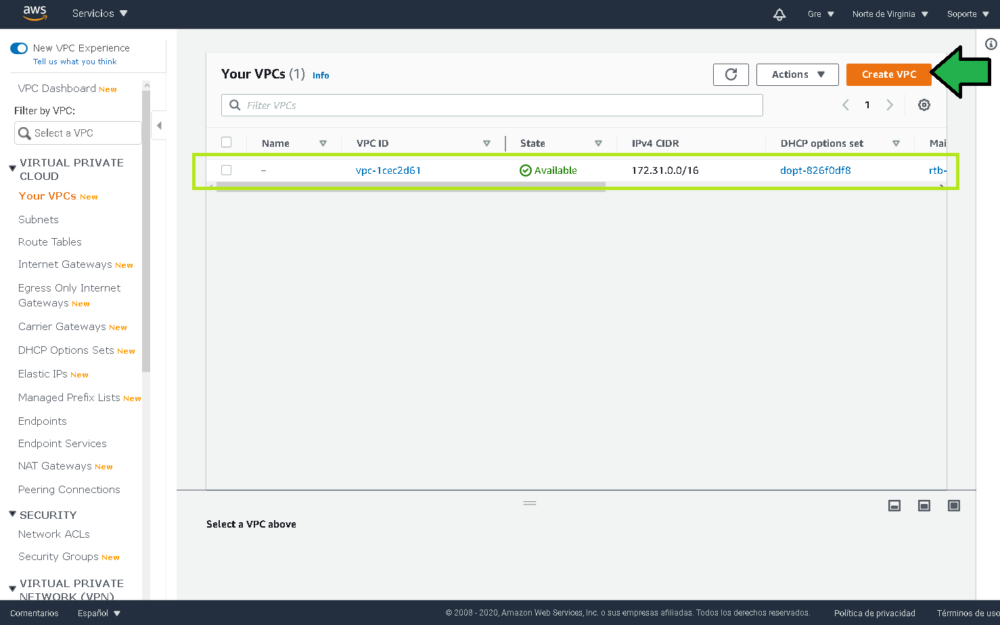 aws Servicios Gre Norte de Virginia Soporte
New VPC Experience
Tell us what you think
VPC Dashboard New
Filter by VPC:
Select a VPC
VIRTUAL PRIVATE
CLOUD
Your VPCs New
Subnets
Route Tables
Internet Gateways New
Egress Only Internet
Gateways New
Carrier Gateways New
DHCP Options Sets New
Elastic IPs New
Managed Prefix Lists New
Endpoints
Endpoint Services
NAT Gateways New
Peering Connections
SECURITY
Network ACLs
Security Groups New
VIRTUAL PRIVATE
NETWORK (VPN)
Your VPCs (1) Info
Actions
Create VPC
Filter VPCs
1
Name VPC ID State IPv4 CIDR DHCP options set Mai
– vpc-1cec2d61 Available 172.31.0.0/16 dopt-826f0df8 rtb-
Select a VPC above
Comentarios Español © 2008 - 2020, Amazon Web Services, Inc. o sus empresas afiliadas. Todos los derechos reservados. Política de privacidad Términos de uso